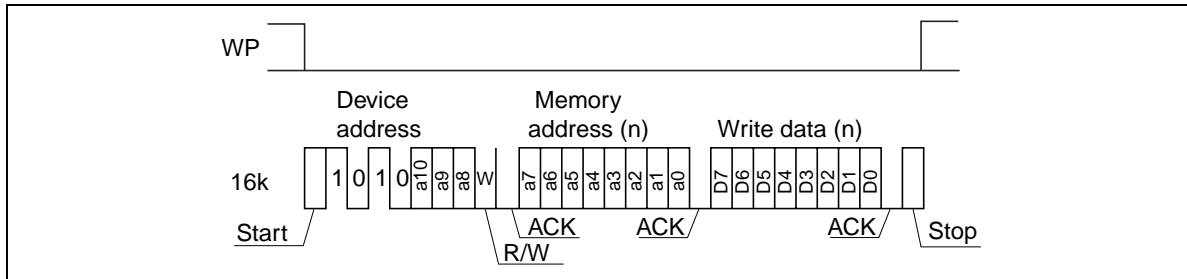 WP
Device address
Memory address (n)
Write data (n)
16k
1 0 1 0 a10 a9 a8 W
a7 a6 a5 a4 a3 a2 a1 a0
D7 D6 D5 D4 D3 D2 D1 D0
Start
R/W
ACK
ACK
ACK
Stop